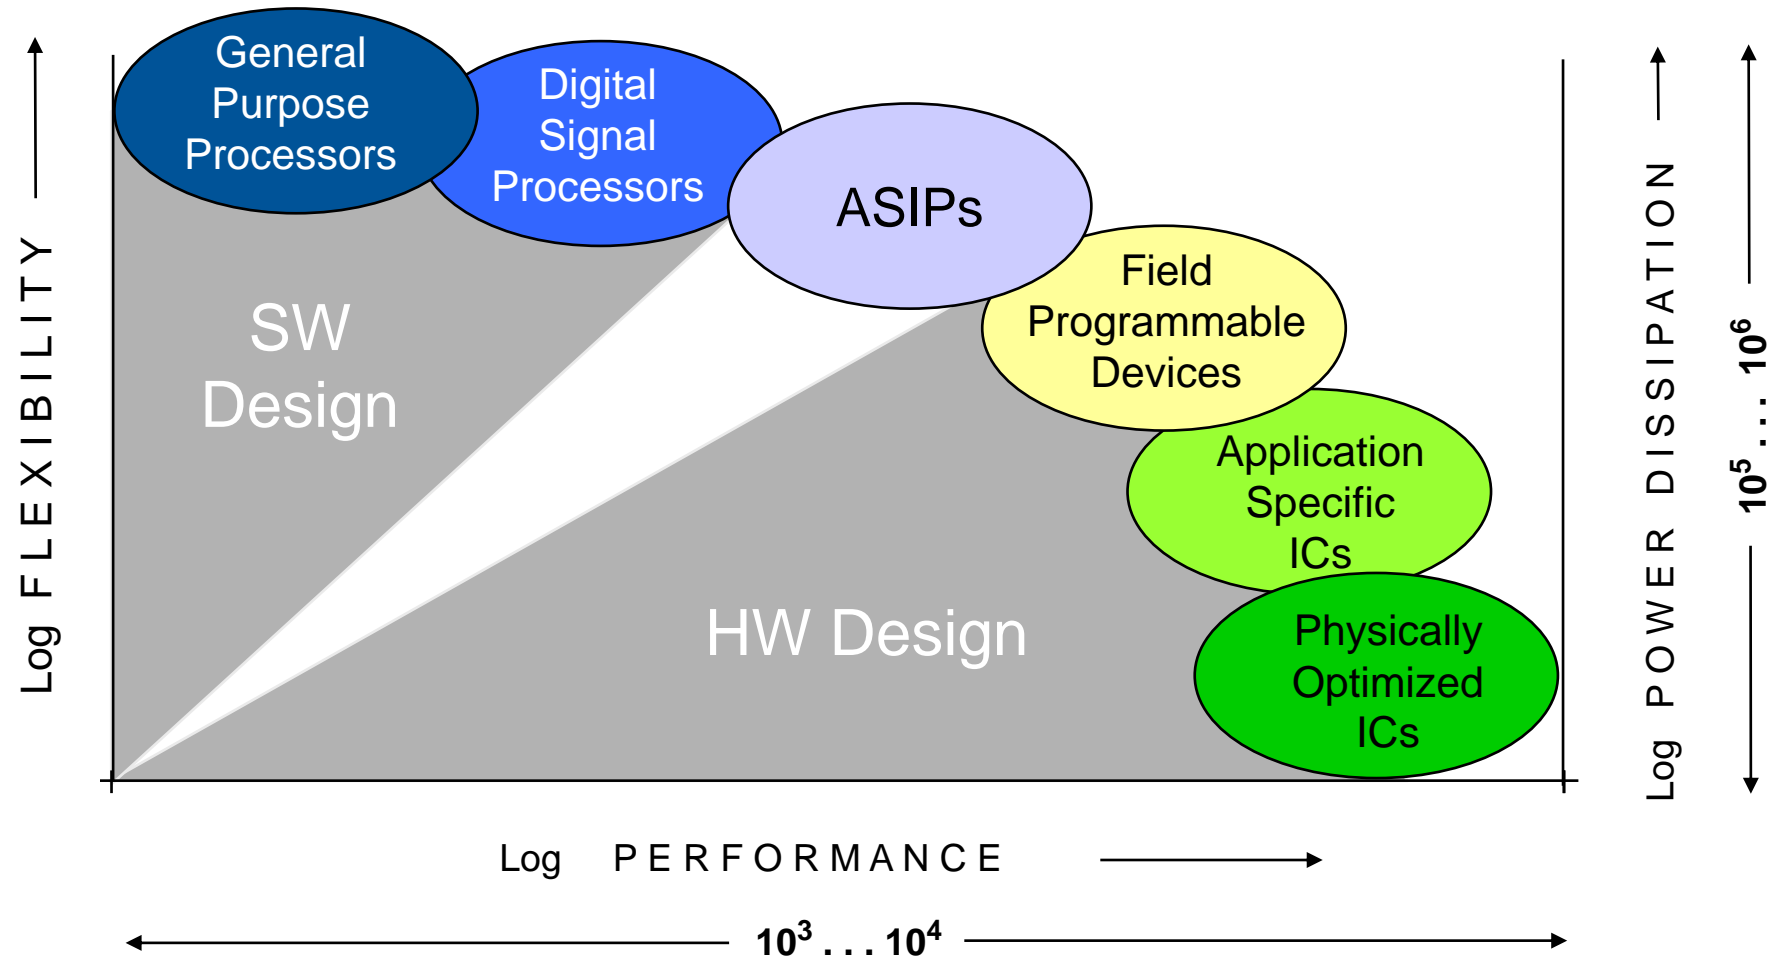 General
Purpose
Processors
Digital
Signal
Processors
ASIPs
Field
Programmable
Devices
Application
Specific
ICs
Physically
Optimized
ICs
SW
Design
HW Design
Log FLEXIBILITY
Log POWER DISSIPATION
10⁵ . . . 10⁶
Log PERFORMANCE
10³ . . . 10⁴